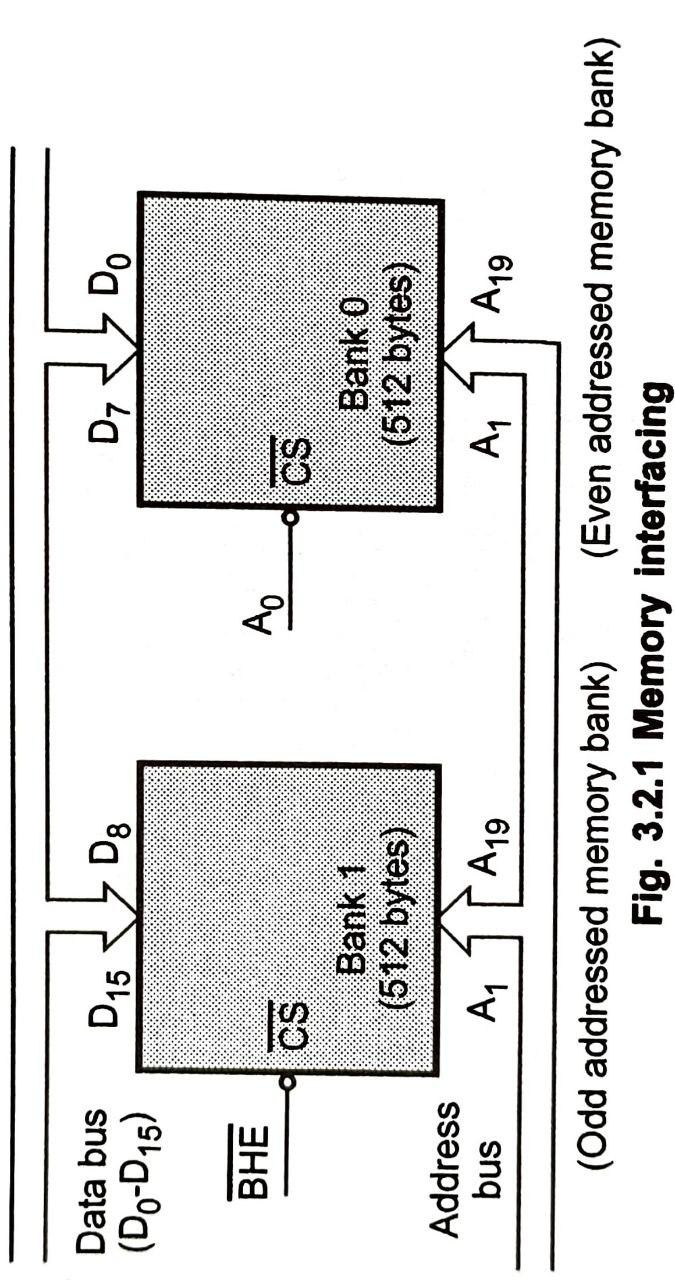 Data bus
(D0-D15)
D15
D8
D7
D0
BHE
CS
Bank 1
(512 bytes)
A0
CS
Bank 0
(512 bytes)
Address
bus
A1
A19
A1
A19
(Odd addressed memory bank)
(Even addressed memory bank)
Fig. 3.2.1 Memory interfacing